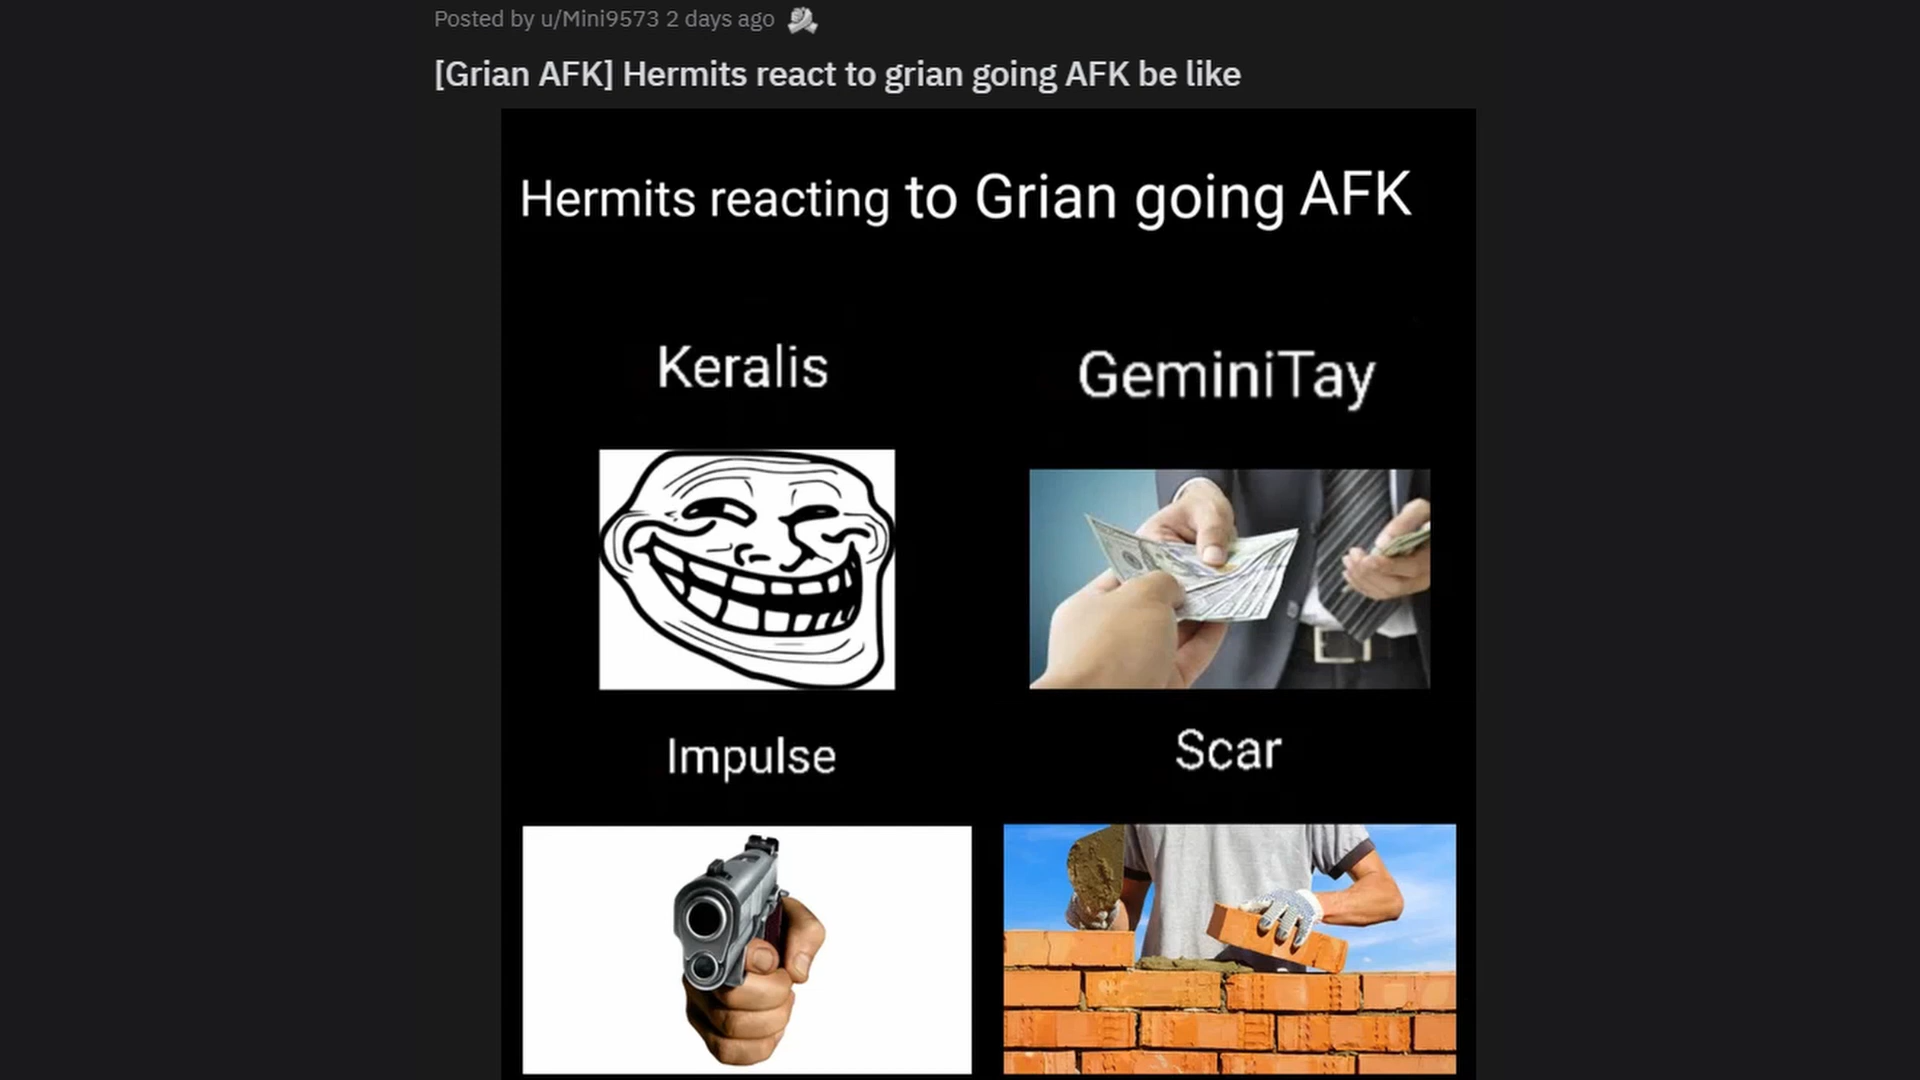 Posted by u/Mini9573 2 days ago
[Grian AFK] Hermits react to grian going AFK be like
Hermits reacting to Grian going AFK
Keralis
GeminiTay
Impulse
Scar